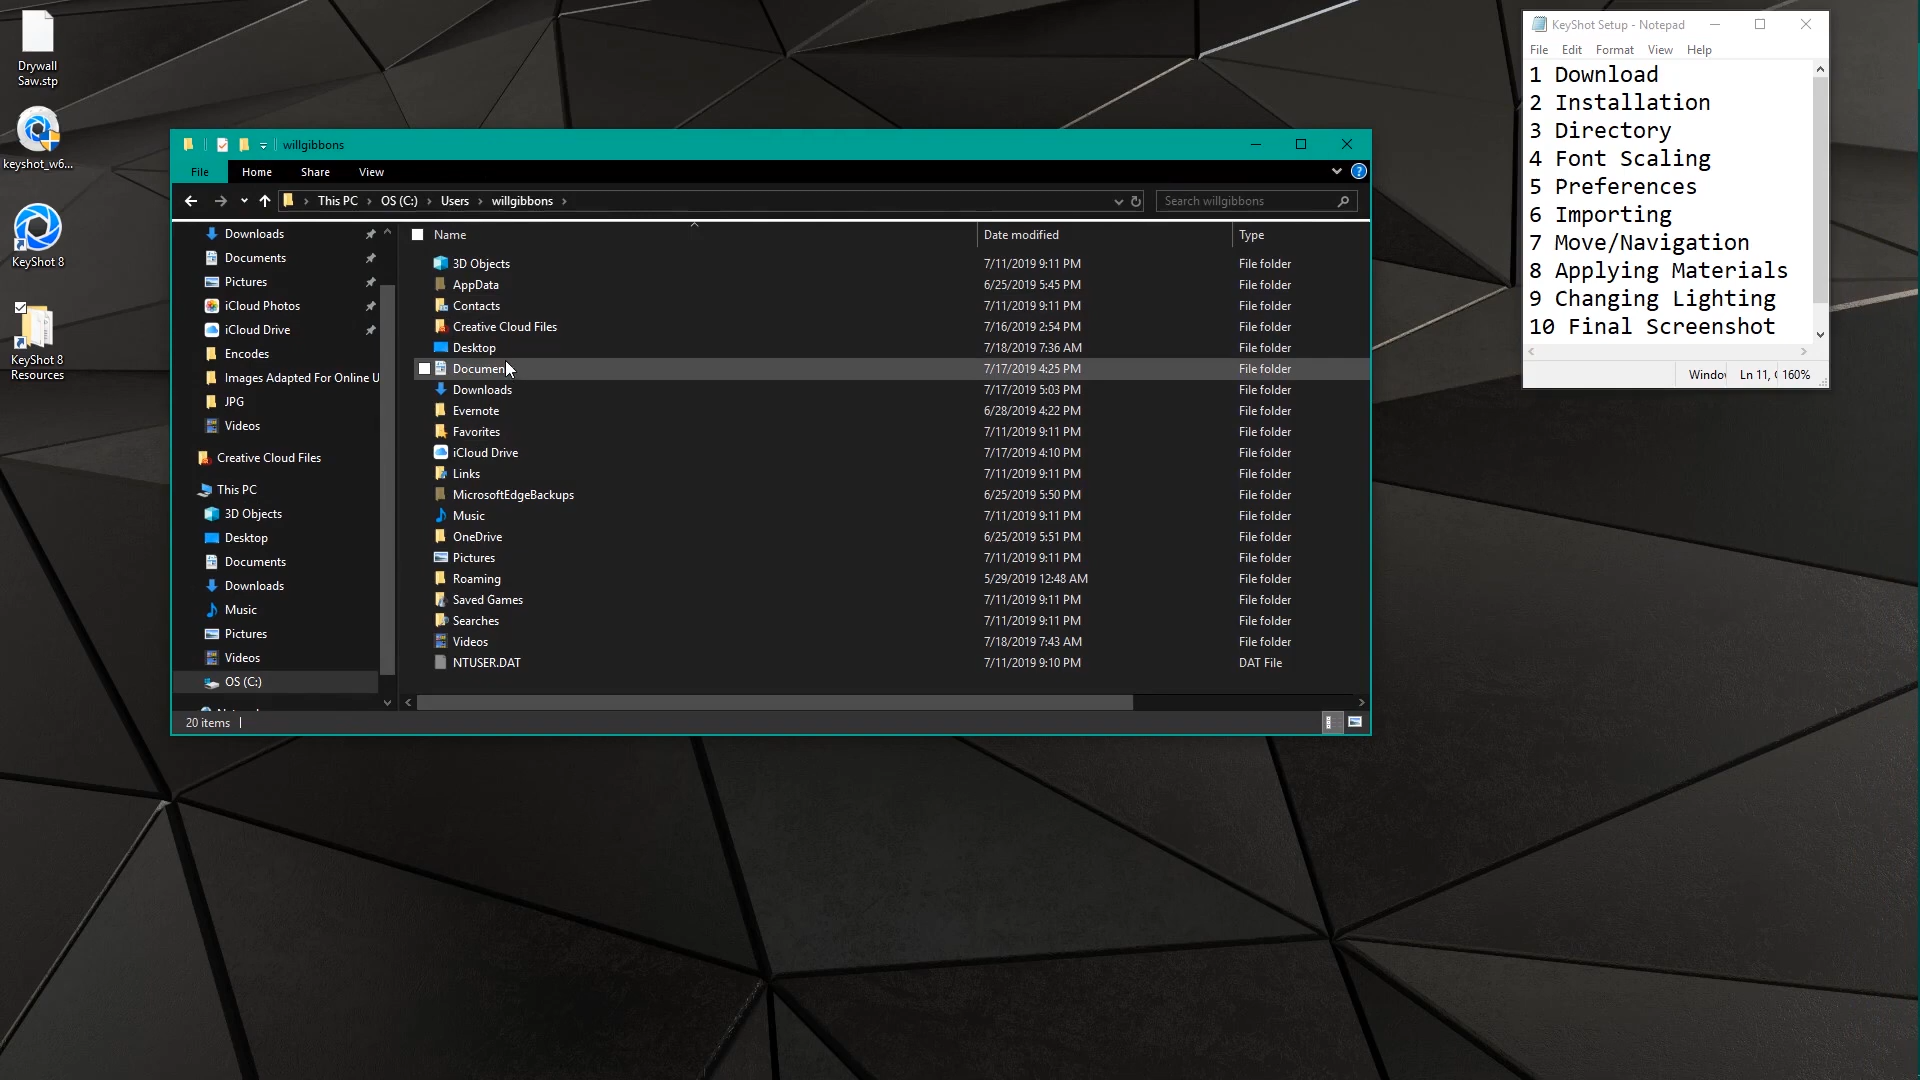 Drywall
Saw.stp
keyshot_w6...
KeyShot 8
KeyShot 8
Resources
willgibbons
File Home Share View
This PC OS (C:) Users willgibbons
Search willgibbons
Downloads
Documents
Pictures
iCloud Photos
iCloud Drive
Encodes
Images Adapted For Online U
JPG
Videos
Creative Cloud Files
This PC
3D Objects
Desktop
Documents
Downloads
Music
Pictures
Videos
OS (C:)
Name Date modified Type
3D Objects 7/11/2019 9:11 PM File folder
AppData 6/25/2019 5:45 PM File folder
Contacts 7/11/2019 9:11 PM File folder
Creative Cloud Files 7/16/2019 2:54 PM File folder
Desktop 7/18/2019 7:36 AM File folder
Documen 7/17/2019 4:25 PM File folder
Downloads 7/17/2019 5:03 PM File folder
Evernote 6/28/2019 4:22 PM File folder
Favorites 7/11/2019 9:11 PM File folder
iCloud Drive 7/17/2019 4:10 PM File folder
Links 7/11/2019 9:11 PM File folder
MicrosoftEdgeBackups 6/25/2019 5:50 PM File folder
Music 7/11/2019 9:11 PM File folder
OneDrive 6/25/2019 5:51 PM File folder
Pictures 7/11/2019 9:11 PM File folder
Roaming 5/29/2019 12:48 AM File folder
Saved Games 7/11/2019 9:11 PM File folder
Searches 7/11/2019 9:11 PM File folder
Videos 7/18/2019 7:43 AM File folder
NTUSER.DAT 7/11/2019 9:10 PM DAT File
20 items
KeyShot Setup - Notepad
File Edit Format View Help
1 Download
2 Installation
3 Directory
4 Font Scaling
5 Preferences
6 Importing
7 Move/Navigation
8 Applying Materials
9 Changing Lighting
10 Final Screenshot
Windo Ln 11, 160%